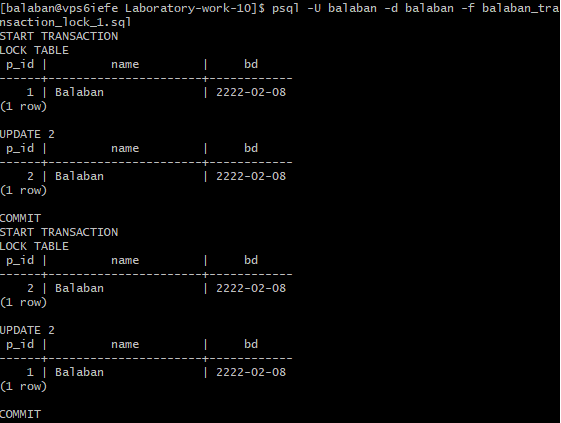 [balaban@vps6iefe Laboratory-work-10]$ psql -U balaban -d balaban -f balaban_tra
nsaction_lock_1.sql
START TRANSACTION
LOCK TABLE
 p_id |         name         |     bd
------+----------------------+------------
    1 | Balaban              | 2222-02-08
(1 row)

UPDATE 2
 p_id |         name         |     bd
------+----------------------+------------
    2 | Balaban              | 2222-02-08
(1 row)

COMMIT
START TRANSACTION
LOCK TABLE
 p_id |         name         |     bd
------+----------------------+------------
    2 | Balaban              | 2222-02-08
(1 row)

UPDATE 2
 p_id |         name         |     bd
------+----------------------+------------
    1 | Balaban              | 2222-02-08
(1 row)

COMMIT